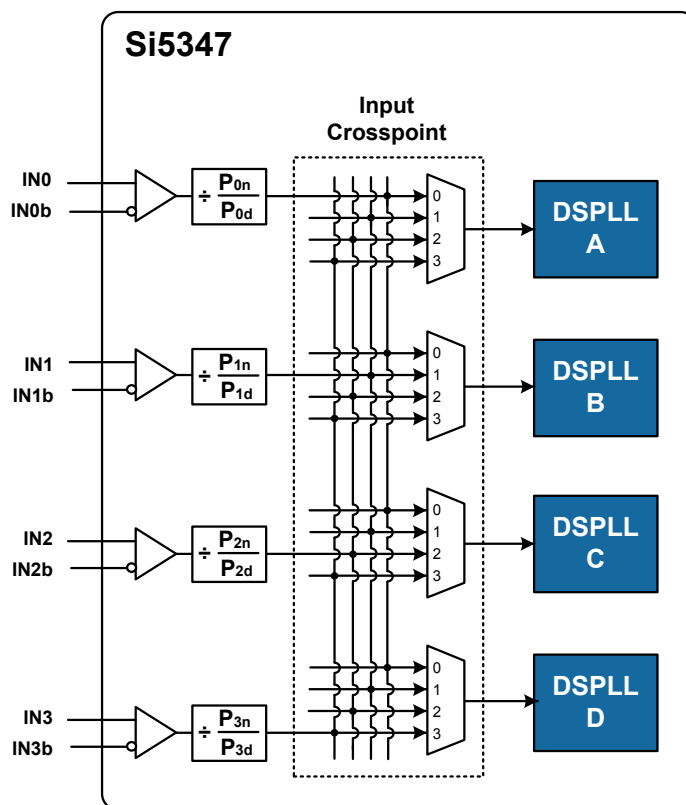 Si5347
Input
Crosspoint
IN0
IN0b
÷ P0n
P0d
0
1
2
3
DSPLL
A
IN1
IN1b
÷ P1n
P1d
0
1
2
3
DSPLL
B
IN2
IN2b
÷ P2n
P2d
0
1
2
3
DSPLL
C
IN3
IN3b
÷ P3n
P3d
0
1
2
3
DSPLL
D